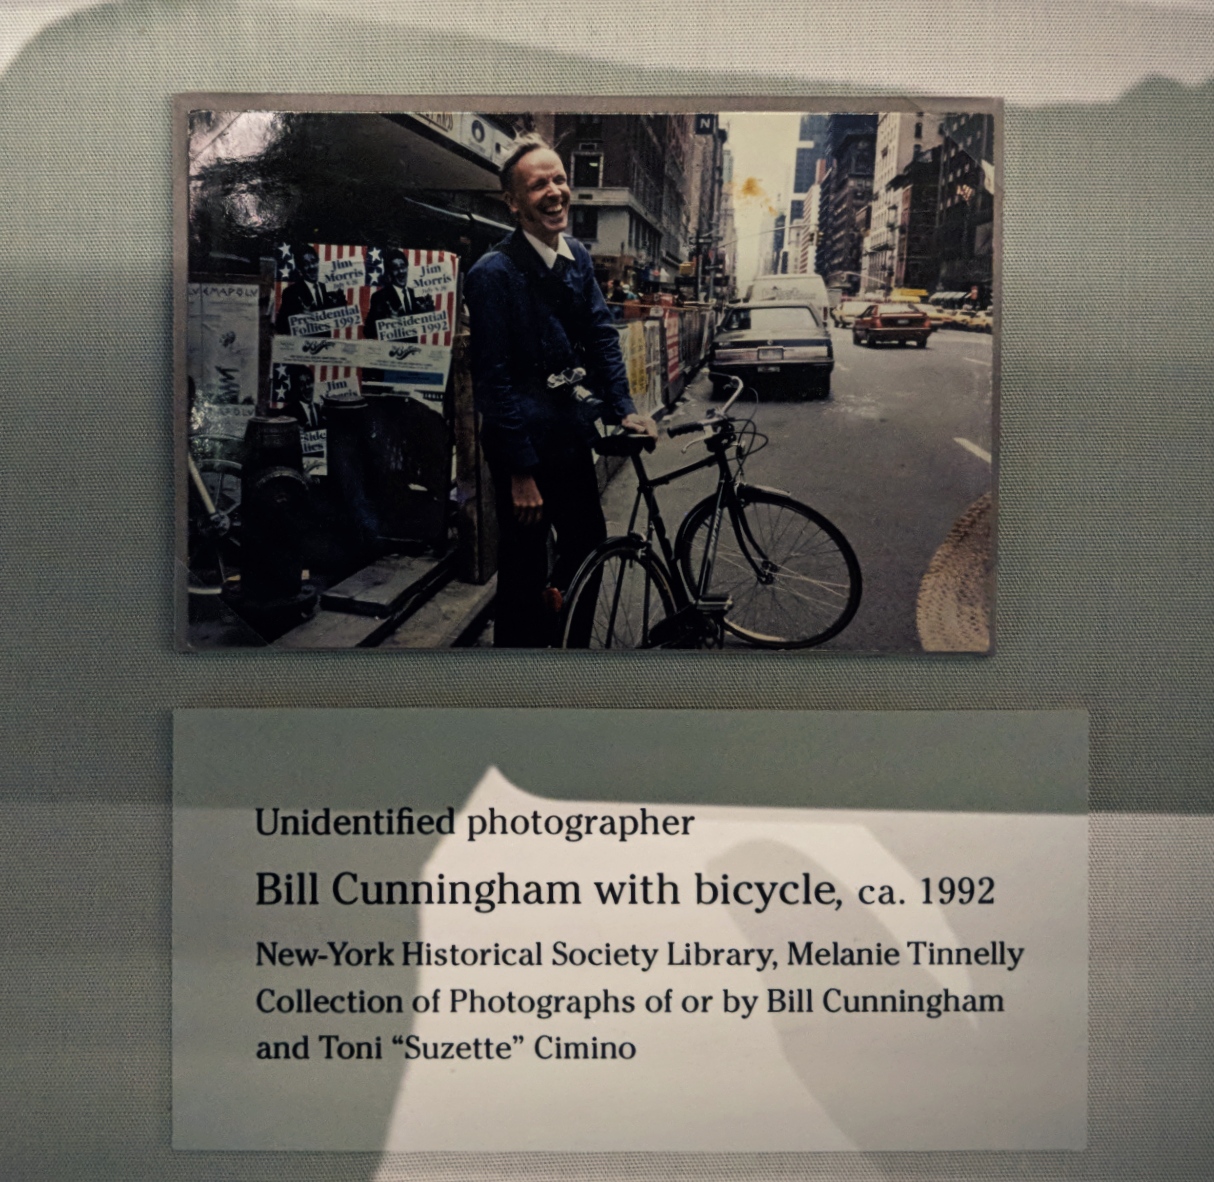 N
Jim
Morris
Presidential
Follies 1992
Jim
Morris
Presidential
Follies 1992
Jim
Unidentified photographer
Bill Cunningham with bicycle, ca. 1992
New-York Historical Society Library, Melanie Tinnelly
Collection of Photographs of or by Bill Cunningham
and Toni “Suzette” Cimino